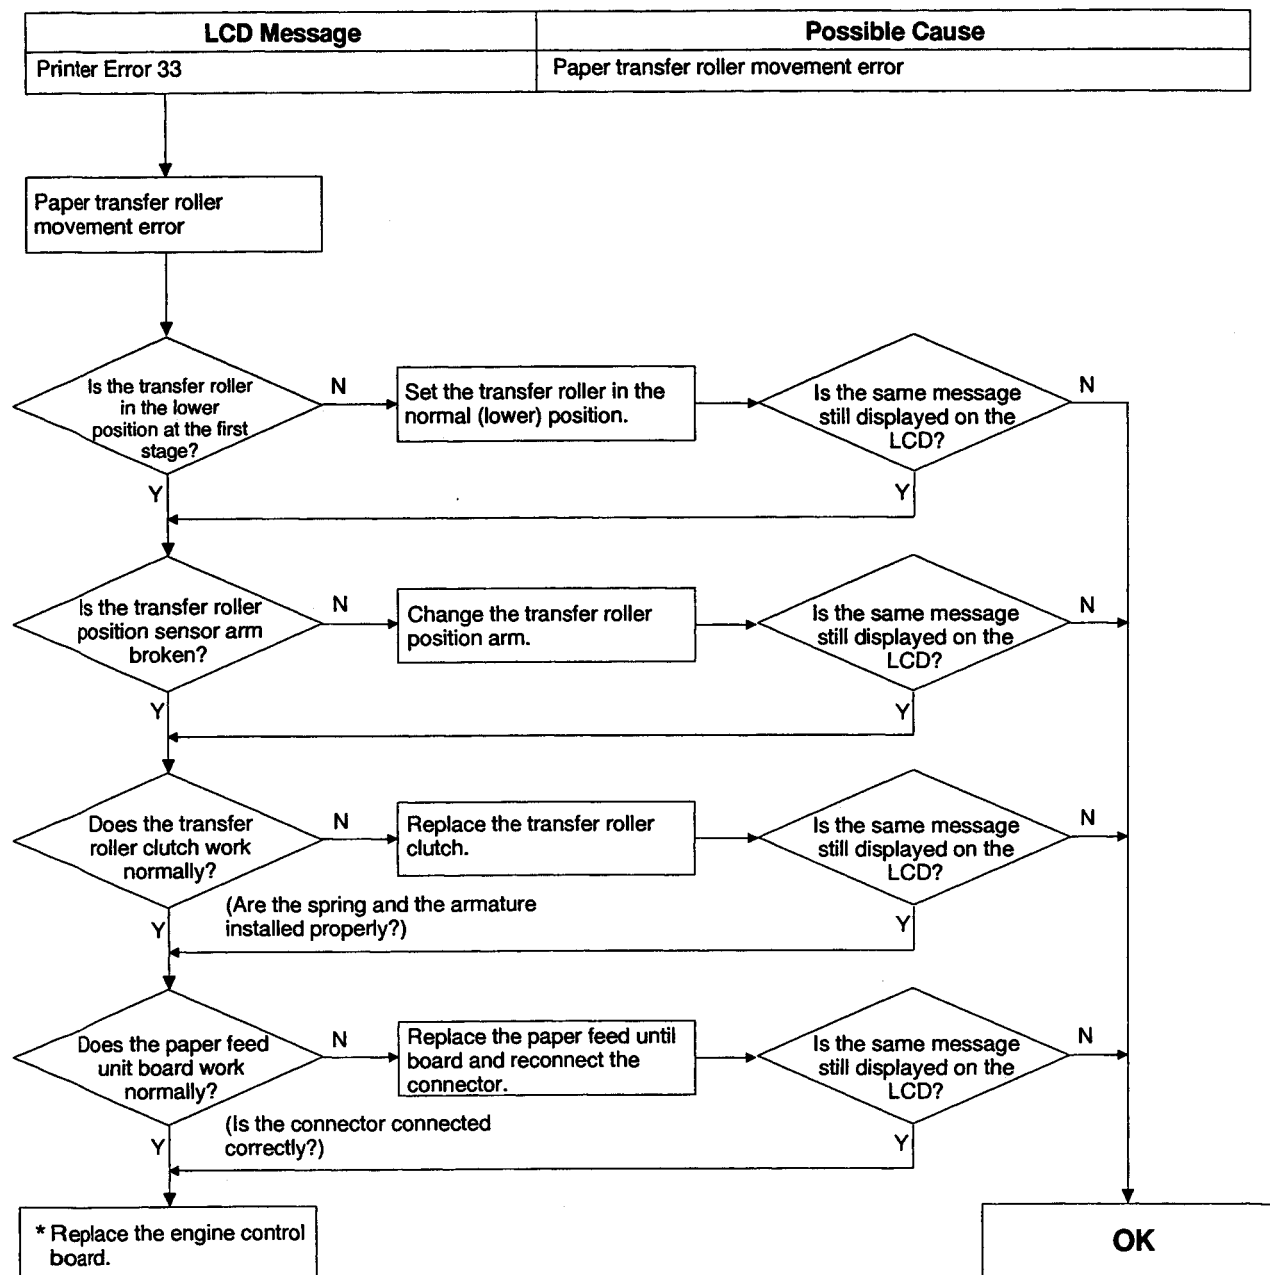 LCD Message
Possible Cause
Printer Error 33
Paper transfer roller movement error
Paper transfer roller
movement error
Is the transfer roller
in the lower
position at the first
stage?
N
Set the transfer roller in the
normal (lower) position.
Is the same message
still displayed on the
LCD?
N
Y
Y
Is the transfer roller
position sensor arm
broken?
N
Change the transfer roller
position arm.
Is the same message
still displayed on the
LCD?
N
Y
Y
Does the transfer
roller clutch work
normally?
N
Replace the transfer roller
clutch.
Is the same message
still displayed on the
LCD?
N
Y
(Are the spring and the armature
installed properly?)
Y
Does the paper feed
unit board work
normally?
N
Replace the paper feed until
board and reconnect the
connector.
Is the same message
still displayed on the
LCD?
N
Y
(Is the connector connected
correctly?)
Y
* Replace the engine control
board.
OK